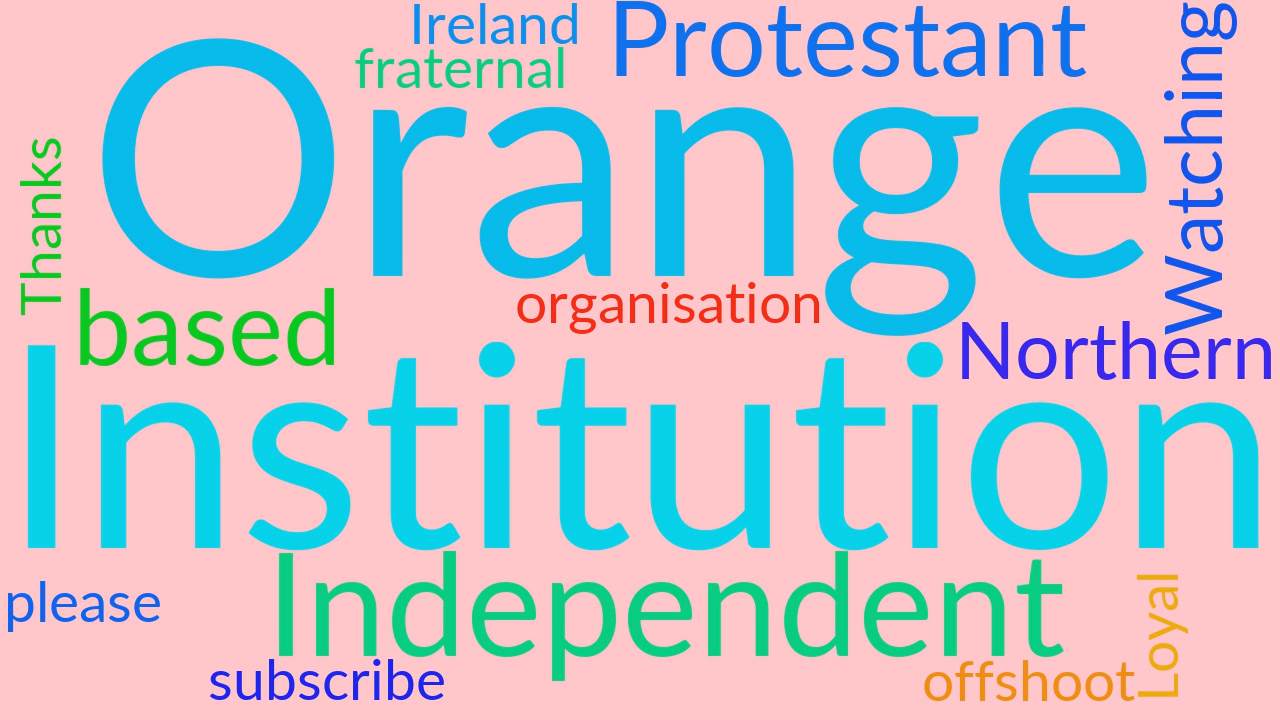 Ireland
Protestant
fraternal
Watching
Orange
Thanks
based
organisation
Northern
Institution
Independent
please
Loyal
subscribe
offshoot